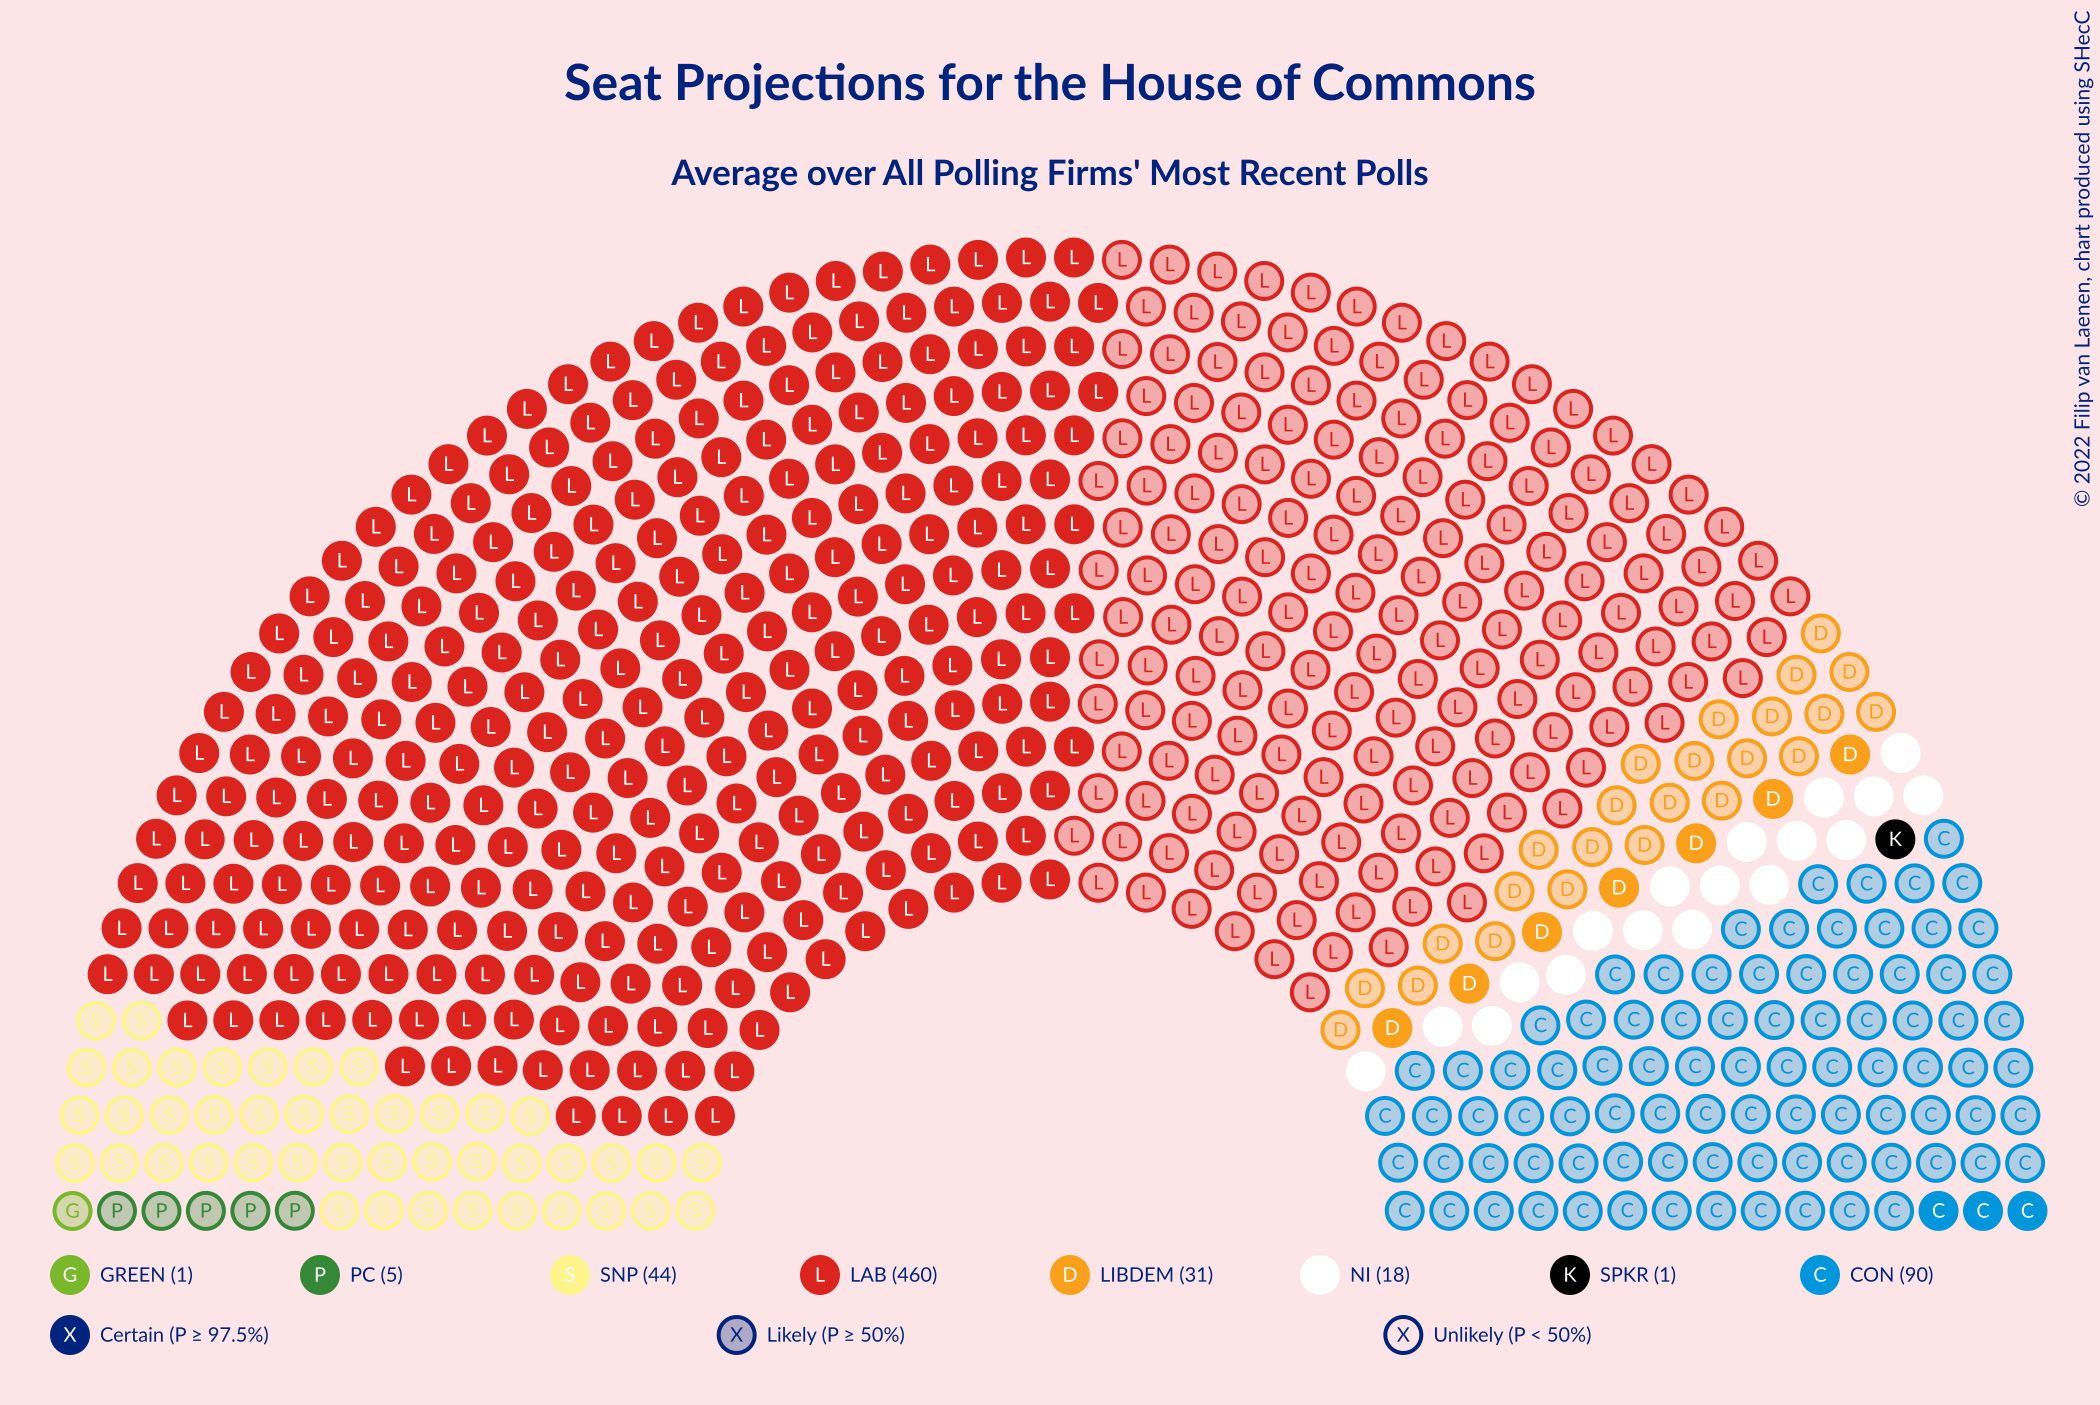 Seat Projections for the House of Commons
Average over All Polling Firms' Most Recent Polls
© 2022 Filip van Laenen, chart produced using SHecC
G GREEN (1) P PC (5) S SNP (44) L LAB (460) D LIBDEM (31) NI (18) K SPKR (1) C CON (90)
X Certain (P ≥ 97.5%) X Likely (P ≥ 50%) X Unlikely (P < 50%)